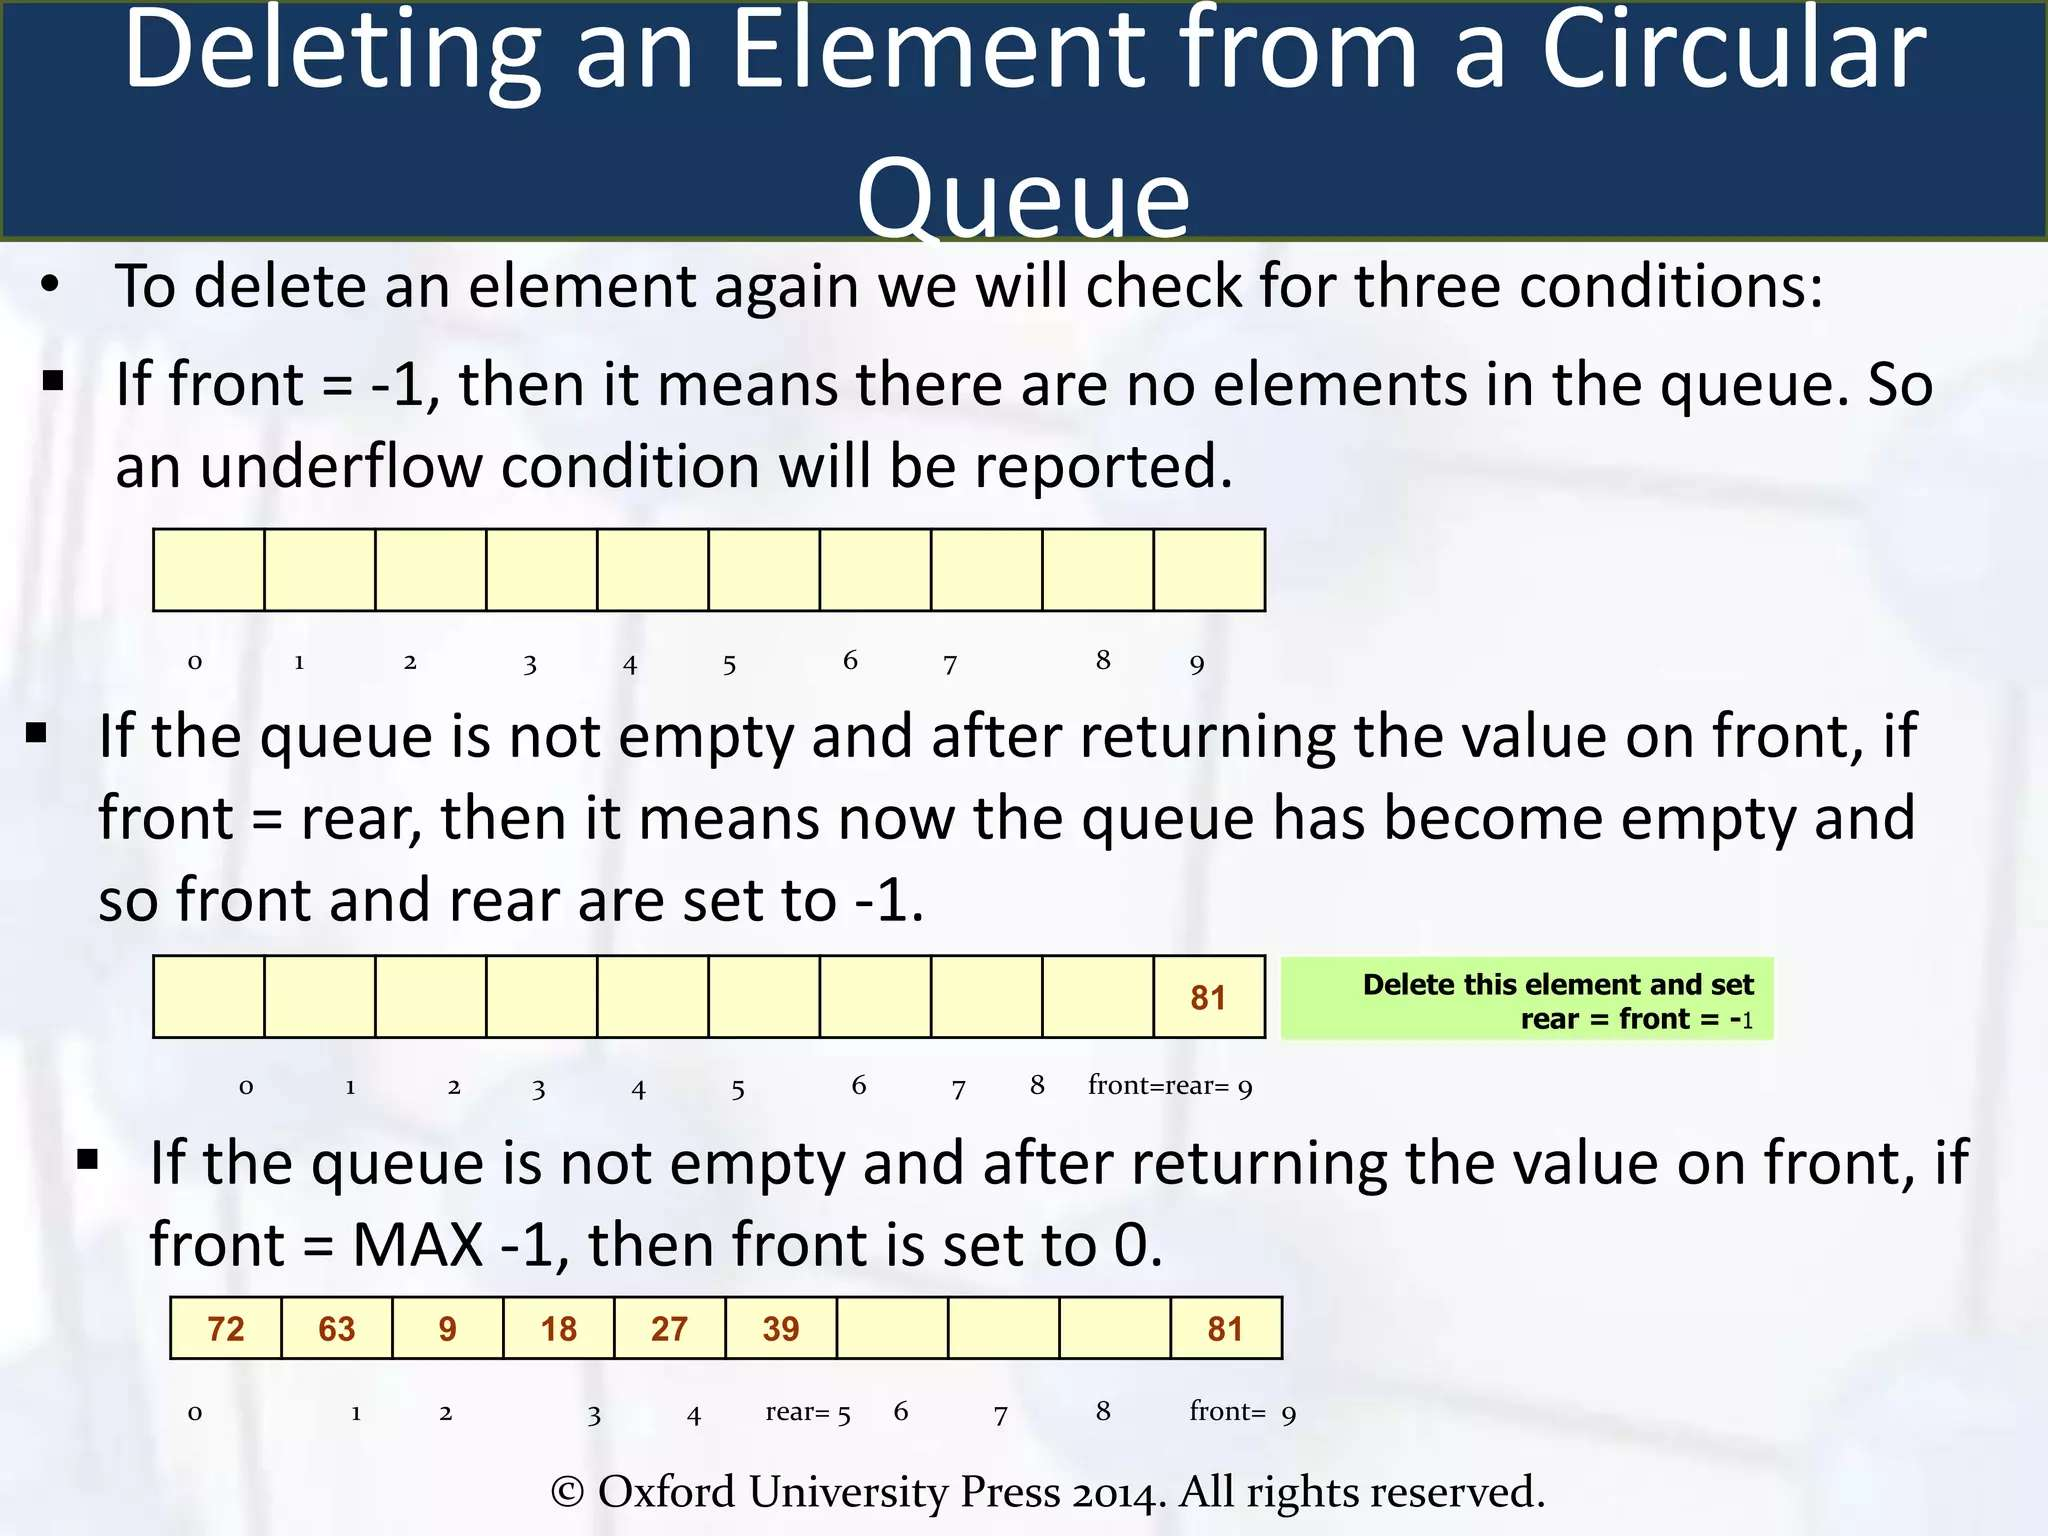 Deleting an Element from a Circular
Queue
• To delete an element again we will check for three conditions:
▪ If front = -1, then it means there are no elements in the queue. So
an underflow condition will be reported.
0 1 2 3 4 5 6 7 8 9
▪ If the queue is not empty and after returning the value on front, if
front = rear, then it means now the queue has become empty and
so front and rear are set to -1.
81
Delete this element and set
rear = front = -1
0 1 2 3 4 5 6 7 8 front=rear= 9
▪ If the queue is not empty and after returning the value on front, if
front = MAX -1, then front is set to 0.
72 63 9 18 27 39 81
0 1 2 3 4 rear= 5 6 7 8 front= 9
© Oxford University Press 2014. All rights reserved.